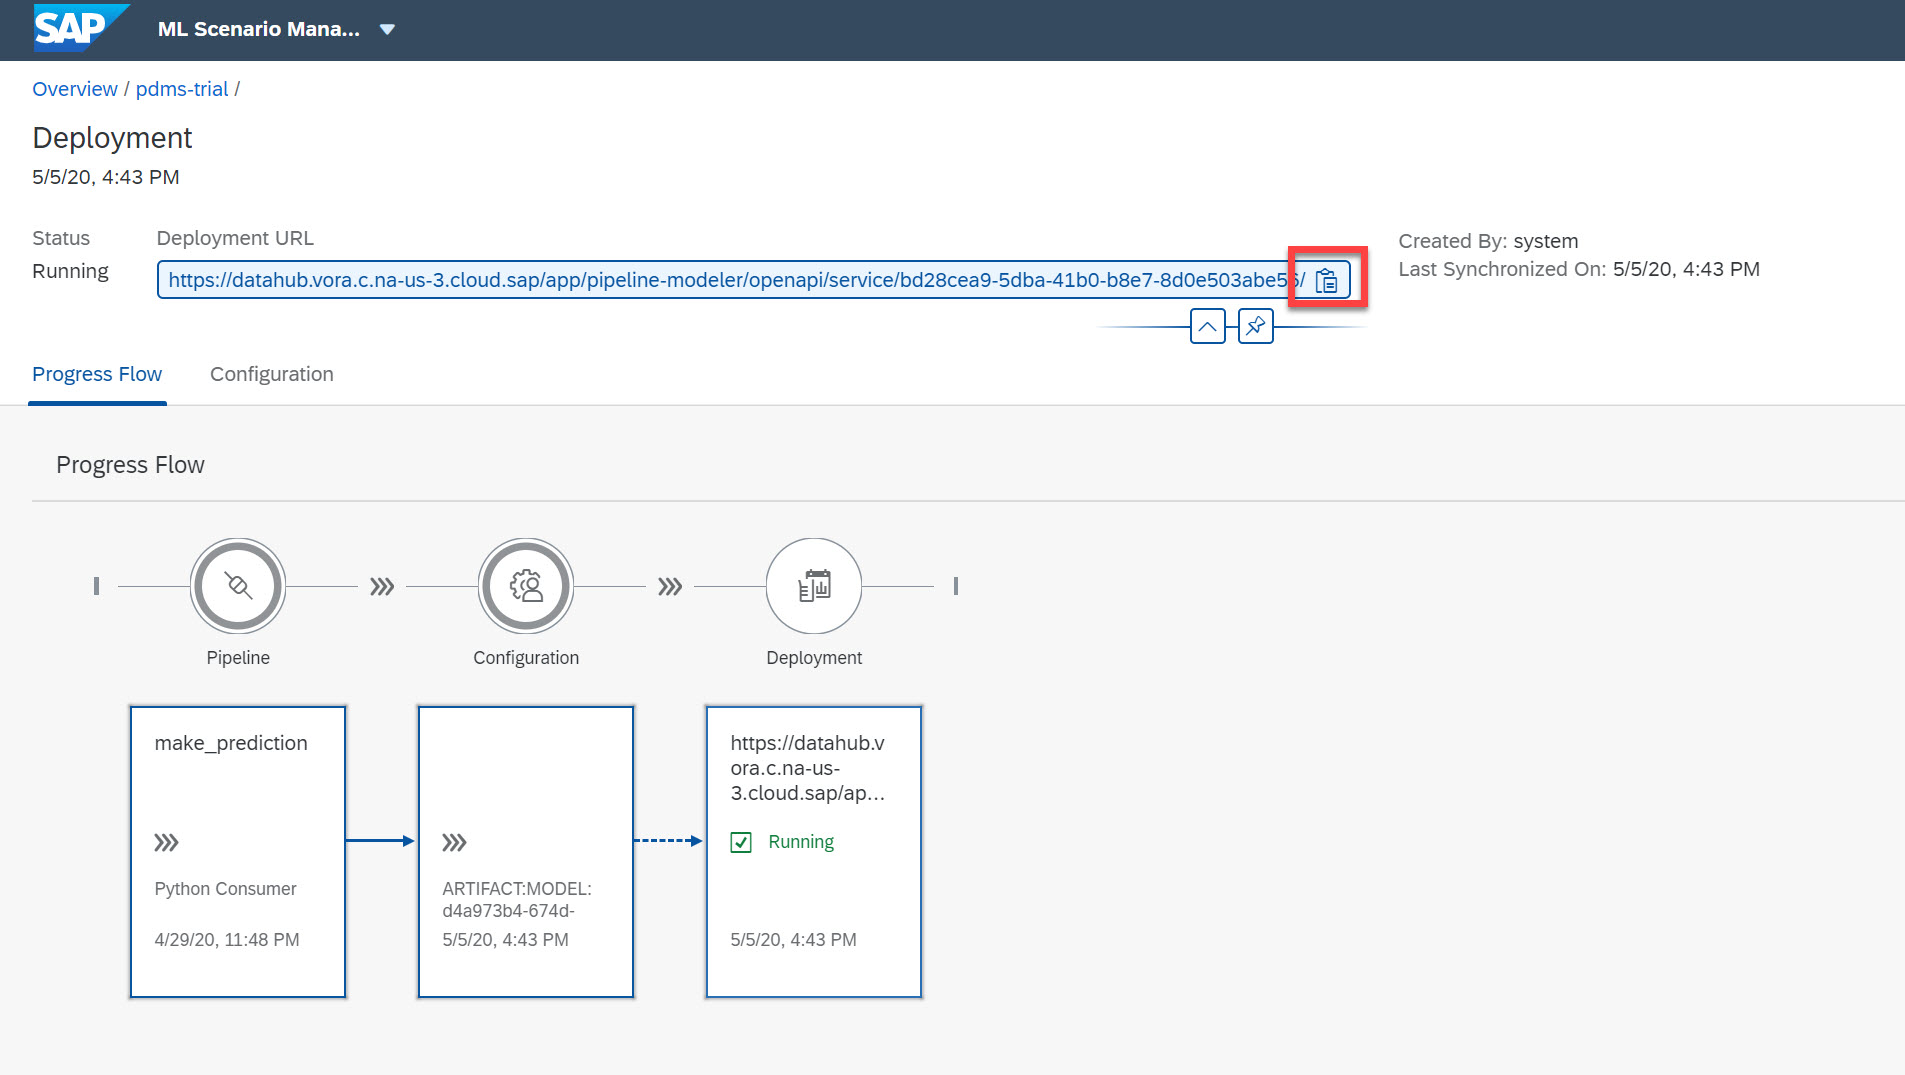 SAP ML Scenario Mana...
Overview / pdms-trial /
Deployment
5/5/20, 4:43 PM
Status
Running
Deployment URL
https://datahub.vora.c.na-us-3.cloud.sap/app/pipeline-modeler/openapi/service/bd28cea9-5dba-41b0-b8e7-8d0e503abe56/
Created By: system
Last Synchronized On: 5/5/20, 4:43 PM
Progress Flow Configuration
Progress Flow
Pipeline Configuration Deployment
make_prediction
Python Consumer
4/29/20, 11:48 PM
ARTIFACT:MODEL:
d4a973b4-674d-
5/5/20, 4:43 PM
https://datahub.v
ora.c.na-us-
3.cloud.sap/ap...
Running
5/5/20, 4:43 PM